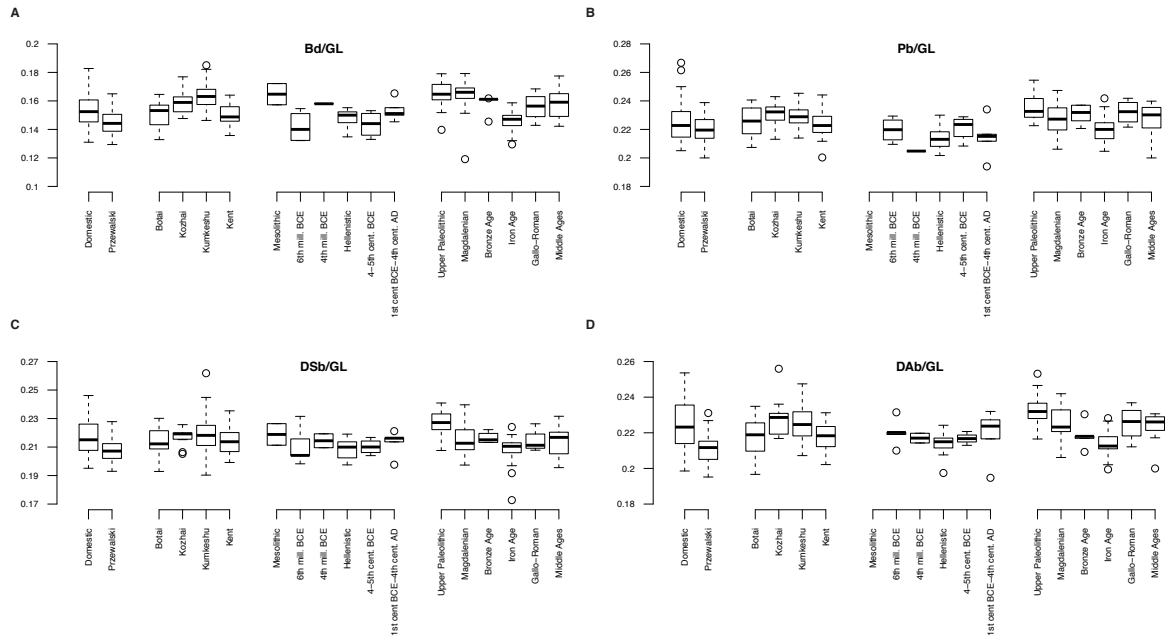 A
Bd/GL
0.2
0.18
0.16
0.14
0.12
0.1
Domestic
Przewalski
Botai
Kozhai
Kumkeshu
Kent
Mesolithic
6th mill. BCE
4th mill. BCE
Hellenistic
4−5th cent. BCE
1st cent BCE−4th cent. AD
Upper Paleolithic
Magdalenian
Bronze Age
Iron Age
Gallo−Roman
Middle Ages
B
Pb/GL
0.28
0.26
0.24
0.22
0.2
0.18
Domestic
Przewalski
Botai
Kozhai
Kumkeshu
Kent
Mesolithic
6th mill. BCE
4th mill. BCE
Hellenistic
4−5th cent. BCE
1st cent BCE−4th cent. AD
Upper Paleolithic
Magdalenian
Bronze Age
Iron Age
Gallo−Roman
Middle Ages
C
DSb/GL
0.27
0.25
0.23
0.21
0.19
0.17
Domestic
Przewalski
Botai
Kozhai
Kumkeshu
Kent
Mesolithic
6th mill. BCE
4th mill. BCE
Hellenistic
4−5th cent. BCE
1st cent BCE−4th cent. AD
Upper Paleolithic
Magdalenian
Bronze Age
Iron Age
Gallo−Roman
Middle Ages
D
DAb/GL
0.26
0.24
0.22
0.2
0.18
Domestic
Przewalski
Botai
Kozhai
Kumkeshu
Kent
Mesolithic
6th mill. BCE
4th mill. BCE
Hellenistic
4−5th cent. BCE
1st cent BCE−4th cent. AD
Upper Paleolithic
Magdalenian
Bronze Age
Iron Age
Gallo−Roman
Middle Ages